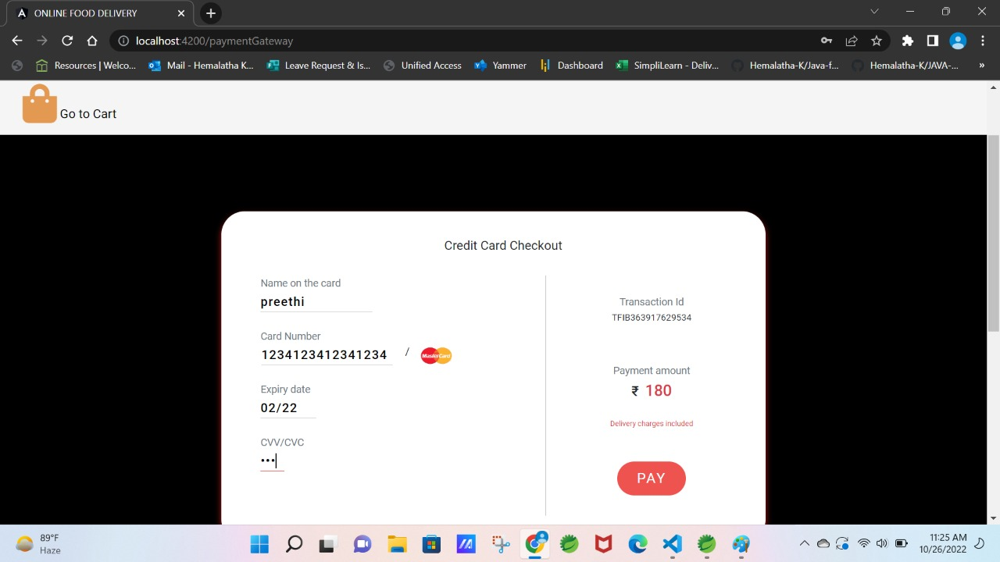 ONLINE FOOD DELIVERY
localhost:4200/paymentGateway
Resources | Welco...
Mail - Hemalatha K...
Leave Request & Is...
Unified Access
Yammer
Dashboard
SimpliLearn - Deliv...
Hemalatha-K/Java-f...
Hemalatha-K/JAVA-...
»
Go to Cart
Credit Card Checkout
Name on the card
preethi
Card Number
1234123412341234 / MasterCard
Expiry date
02/22
CVV/CVC
•••
Transaction Id
TFIB363917629534
Payment amount
₹ 180
Delivery charges included
PAY
89°F
Haze
11:25 AM
10/26/2022